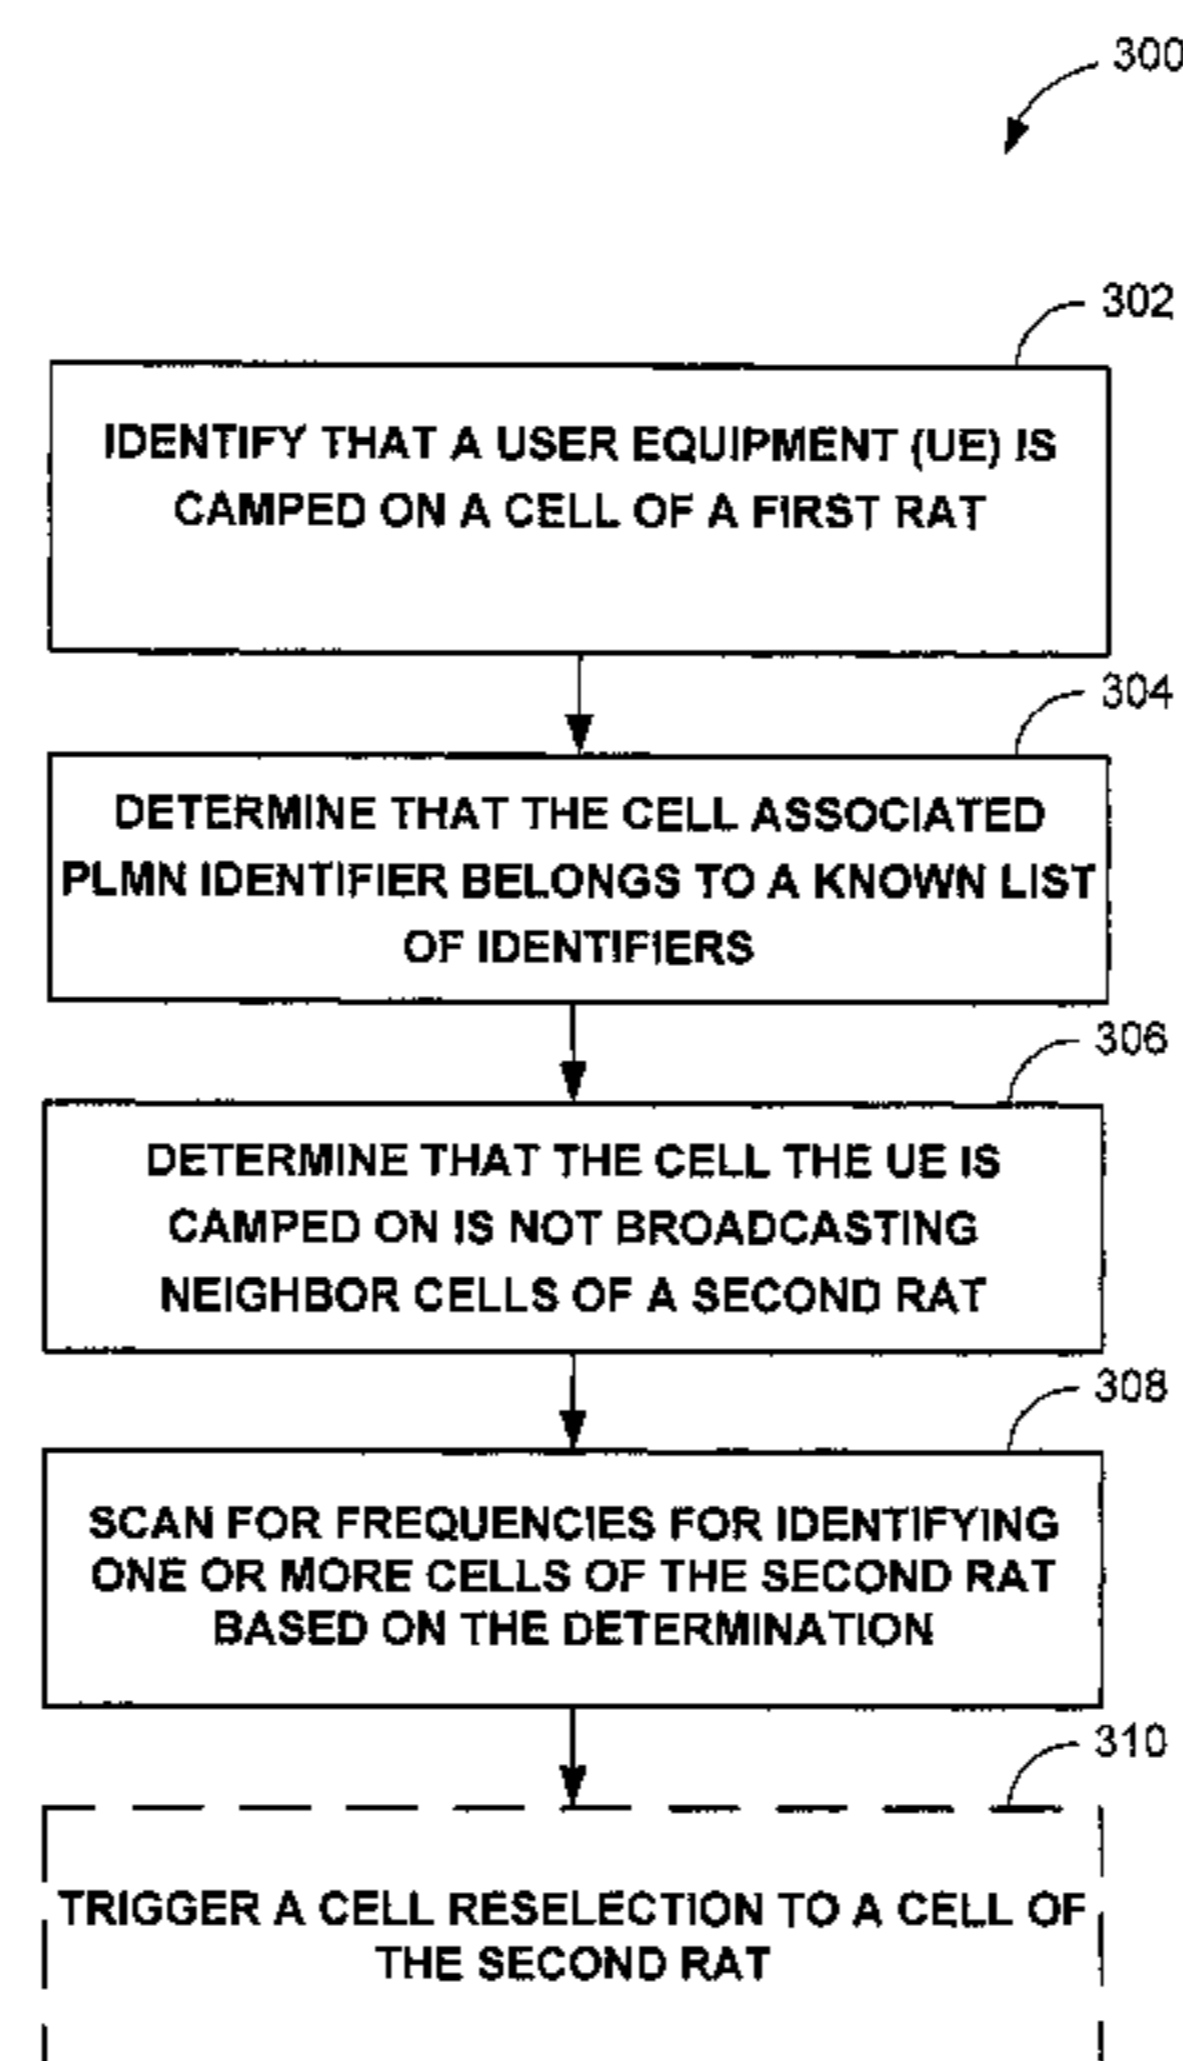 300
302
IDENTIFY THAT A USER EQUIPMENT (UE) IS
CAMPED ON A CELL OF A FIRST RAT
304
DETERMINE THAT THE CELL ASSOCIATED
PLMN IDENTIFIER BELONGS TO A KNOWN LIST
OF IDENTIFIERS
306
DETERMINE THAT THE CELL THE UE IS
CAMPED ON IS NOT BROADCASTING
NEIGHBOR CELLS OF A SECOND RAT
308
SCAN FOR FREQUENCIES FOR IDENTIFYING
ONE OR MORE CELLS OF THE SECOND RAT
BASED ON THE DETERMINATION
310
TRIGGER A CELL RESELECTION TO A CELL OF
THE SECOND RAT